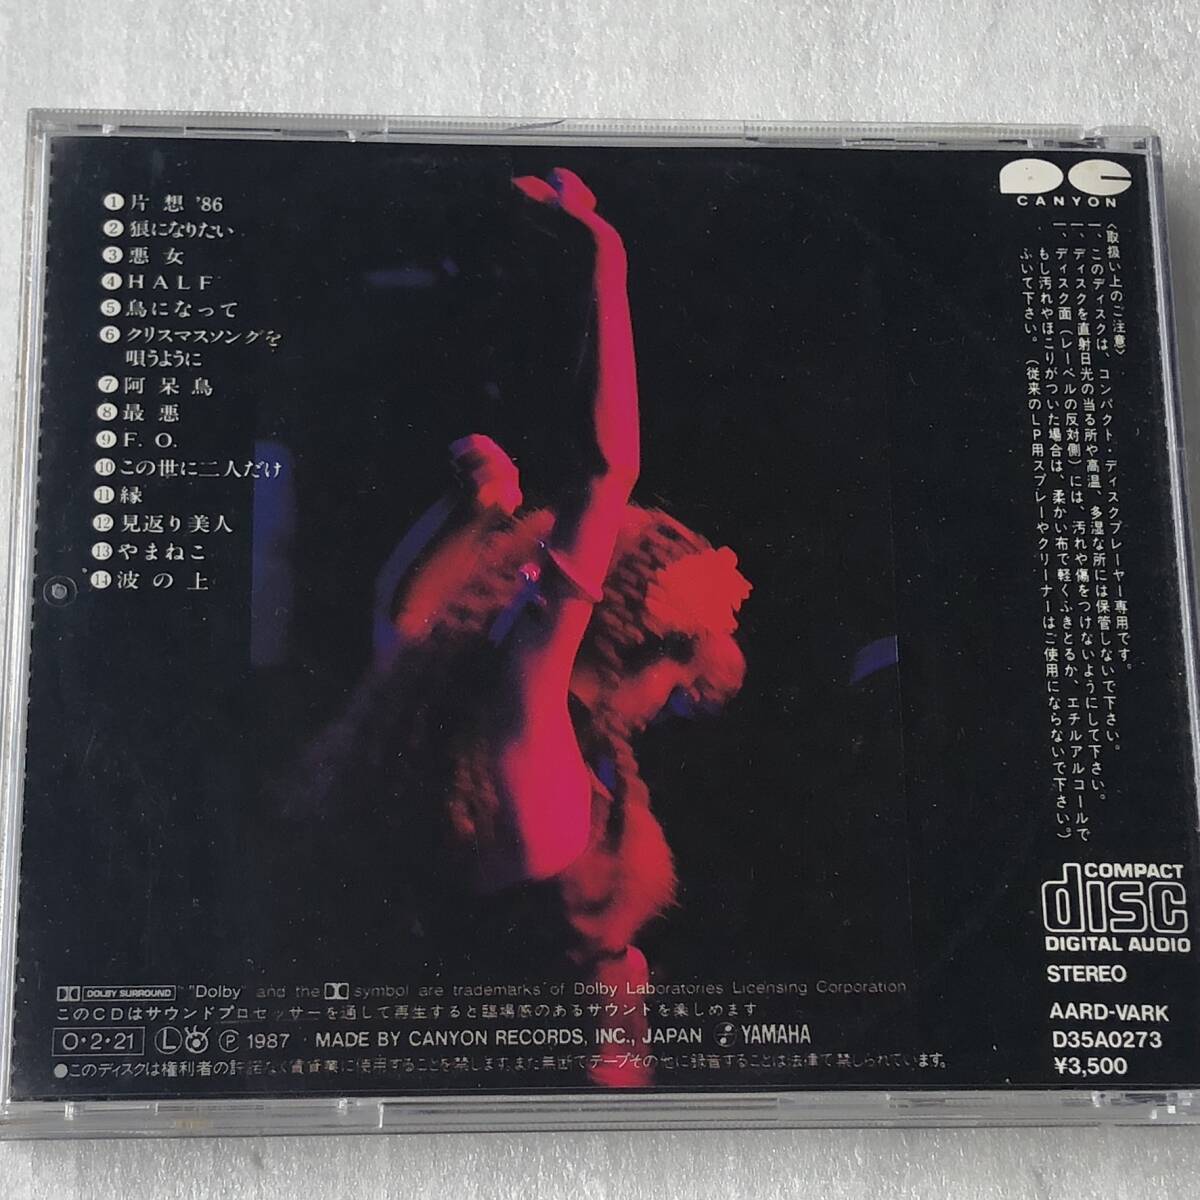 ① 片想 '86
② 狼になりたい
③ 悪女
④ HALF
⑤ 鳥になって
⑥ クリスマスソングを
唄うように
⑦ 阿呆鳥
⑧ 最悪
⑨ F. O.
⑩ この世に二人だけ
⑪ 縁
⑫ 見返り美人
⑬ やまねこ
⑭ 波の上
CANYON
〈取扱い上のご注意〉
一、このディスクは、コンパクト・ディスクプレーヤー専用です。
一、ディスクを直射日光の当る所や高温、多湿な所には保管しないで下さい。
一、ディスク面(レーベルの反対側)には、汚れや傷をつけないようにして下さい。
もし汚れやほこりがついた場合は、柔かい布で軽くふきとるか、エチルアルコールで
ふいて下さい。(従来のLP用スプレーやクリーナーはご使用にならないで下さい。)
COMPACT
disc
DIGITAL AUDIO
STEREO
AARD-VARK
D35A0273
¥3,500
DOLBY SURROUND "Dolby" and the symbol are trademarks of Dolby Laboratories Licensing Corporation
このCDはサウンドプロセッサーを通して再生すると臨場感のあるサウンドを楽しめます
O・2・21 Ⓛ ℗ 1987 · MADE BY CANYON RECORDS, INC., JAPAN YAMAHA
●このディスクは権利者の許諾なく賃貸業に使用することを禁じます。また無断でテープその他に録音することは法律で禁じられています。